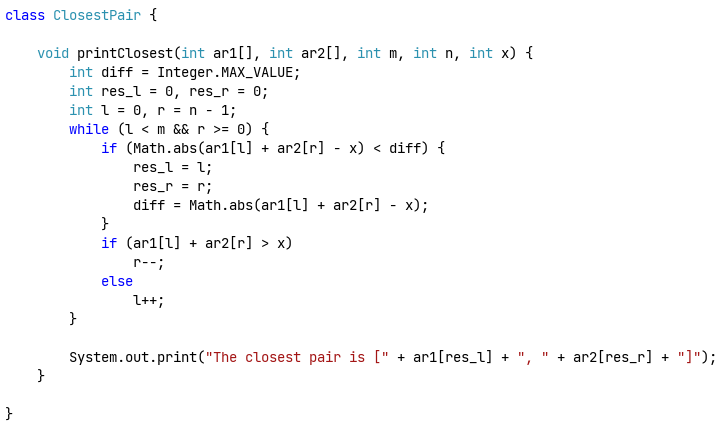 class ClosestPair {

    void printClosest(int ar1[], int ar2[], int m, int n, int x) {
        int diff = Integer.MAX_VALUE;
        int res_l = 0, res_r = 0;
        int l = 0, r = n - 1;
        while (l < m && r >= 0) {
            if (Math.abs(ar1[l] + ar2[r] - x) < diff) {
                res_l = l;
                res_r = r;
                diff = Math.abs(ar1[l] + ar2[r] - x);
            }
            if (ar1[l] + ar2[r] > x)
                r--;
            else
                l++;
        }

        System.out.print("The closest pair is [" + ar1[res_l] + ", " + ar2[res_r] + "]");
    }

}